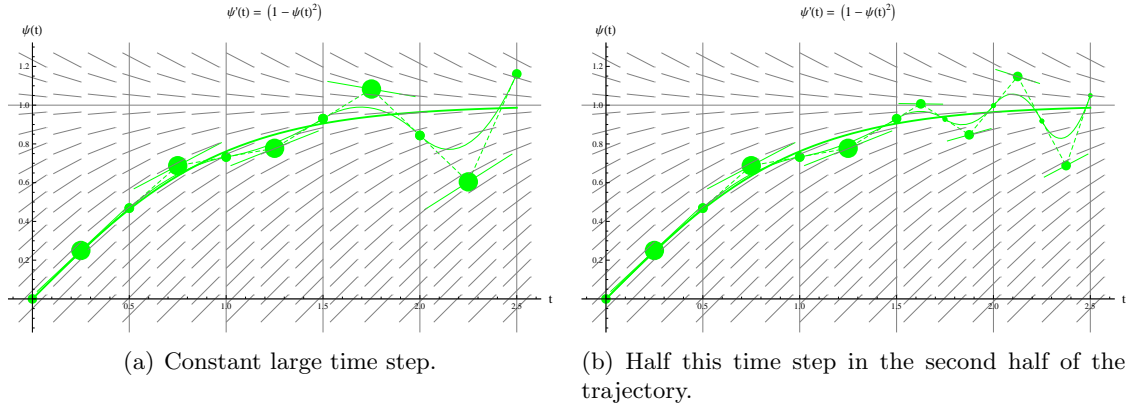 ψ'(t) = (1 − ψ(t)²)
ψ(t)
1.2
1.0
0.8
0.6
0.4
0.2
0.5
1.0
1.5
2.0
2.5
t
(a) Constant large time step.
ψ'(t) = (1 − ψ(t)²)
ψ(t)
1.2
1.0
0.8
0.6
0.4
0.2
0.5
1.0
1.5
2.0
2.5
t
(b) Half this time step in the second half of the
trajectory.